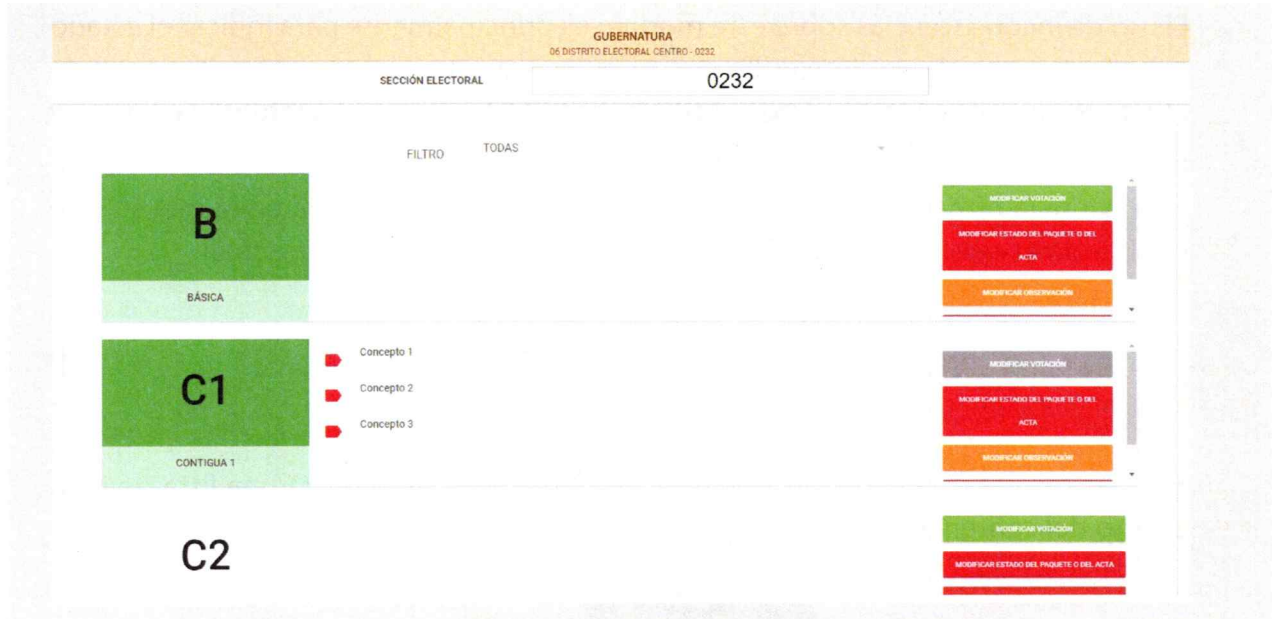 GUBERNATURA
06 DISTRITO ELECTORAL CENTRO - 0232
SECCIÓN ELECTORAL 0232
FILTRO TODAS
B
BÁSICA
MODIFICAR VOTACIÓN
MODIFICAR ESTADO DEL PAQUETE O DEL
ACTA
MODIFICAR OBSERVACIÓN
C1
CONTIGUA 1
Concepto 1
Concepto 2
Concepto 3
MODIFICAR VOTACIÓN
MODIFICAR ESTADO DEL PAQUETE O DEL
ACTA
MODIFICAR OBSERVACIÓN
C2
MODIFICAR VOTACIÓN
MODIFICAR ESTADO DEL PAQUETE O DEL ACTA